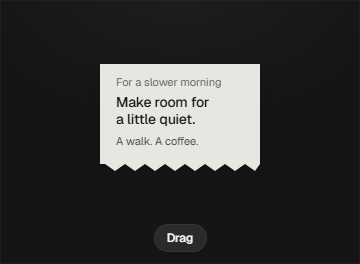 For a slower morning
Make room for
a little quiet.
A walk. A coffee.
Drag